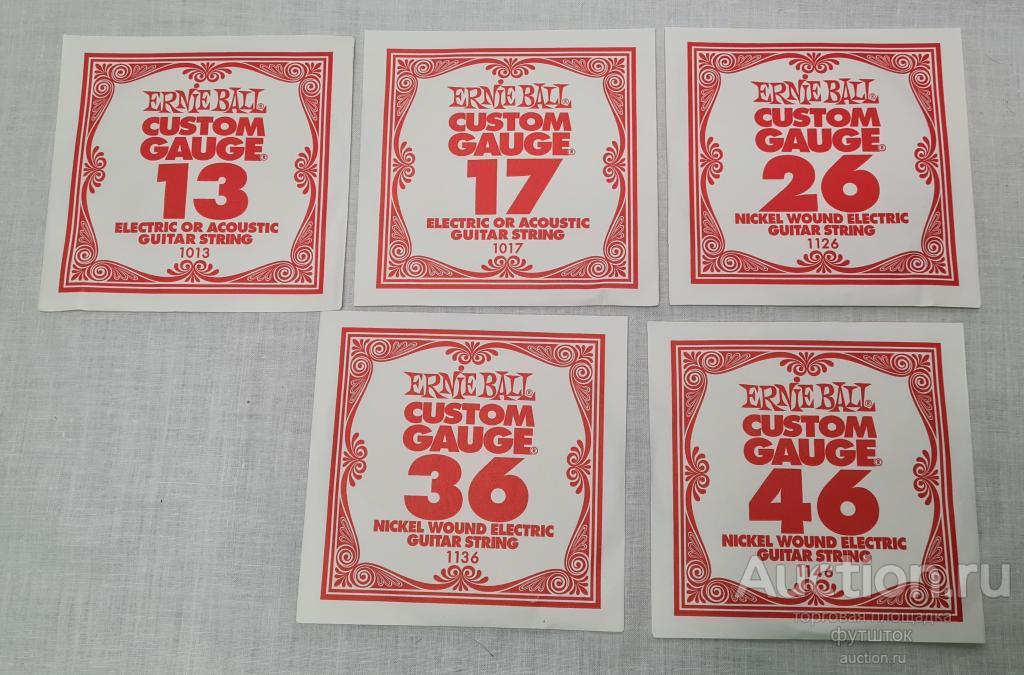 ERNIE BALL®
CUSTOM
GAUGE®
13
ELECTRIC OR ACOUSTIC
GUITAR STRING
1013
ERNIE BALL®
CUSTOM
GAUGE®
17
ELECTRIC OR ACOUSTIC
GUITAR STRING
1017
ERNIE BALL®
CUSTOM
GAUGE®
26
NICKEL WOUND ELECTRIC
GUITAR STRING
1126
ERNIE BALL®
CUSTOM
GAUGE®
36
NICKEL WOUND ELECTRIC
GUITAR STRING
1136
ERNIE BALL®
CUSTOM
GAUGE®
46
NICKEL WOUND ELECTRIC
GUITAR STRING
1146
Auction.ru
торговая площадка
футшток
auction.ru